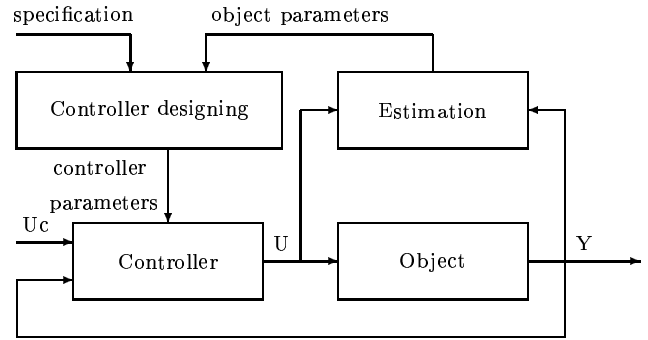 specification
object parameters
Controller designing
Estimation
controller
parameters
Uc
U
Y
Controller
Object